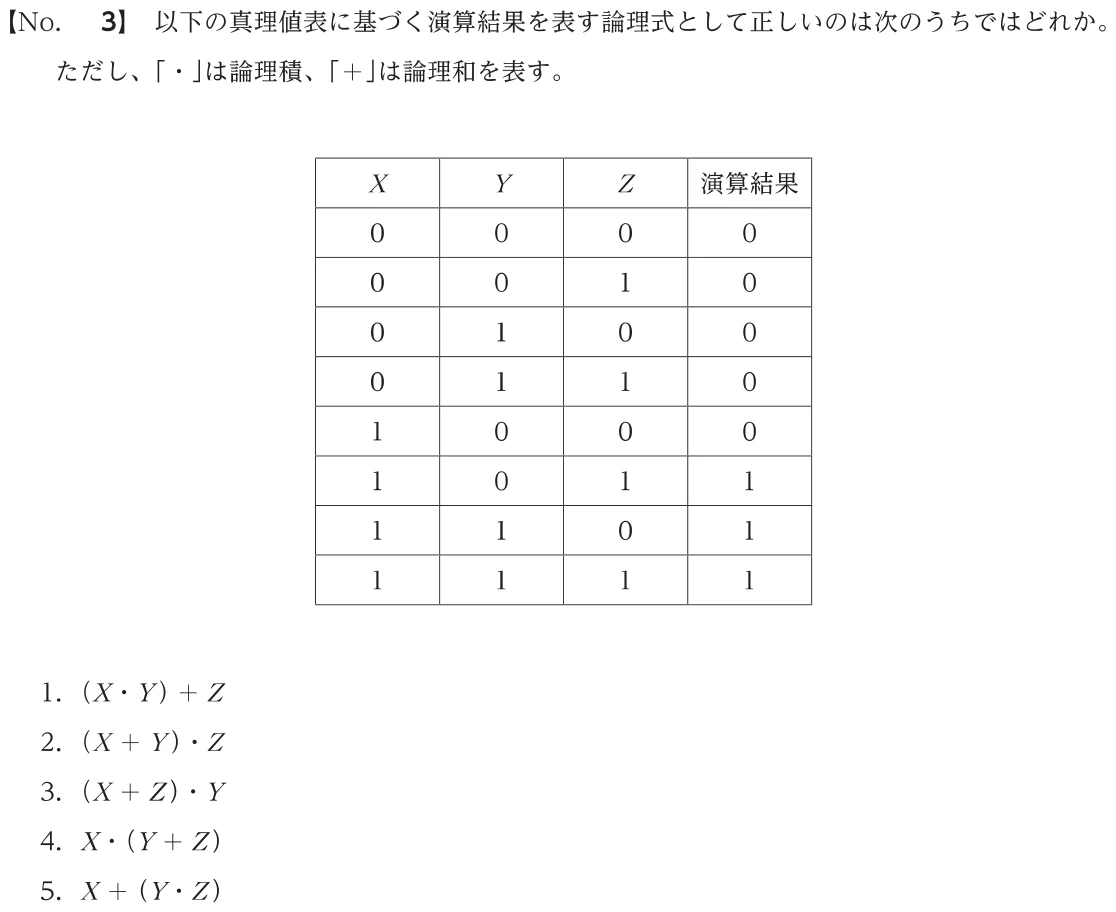 【No. 3】 以下の真理値表に基づく演算結果を表す論理式として正しいのは次のうちではどれか。
ただし、「・」は論理積、「＋」は論理和を表す。
X Y Z 演算結果
0 0 0 0
0 0 1 0
0 1 0 0
0 1 1 0
1 0 0 0
1 0 1 1
1 1 0 1
1 1 1 1
1. (X・Y) + Z
2. (X + Y)・Z
3. (X + Z)・Y
4. X・(Y + Z)
5. X + (Y・Z)